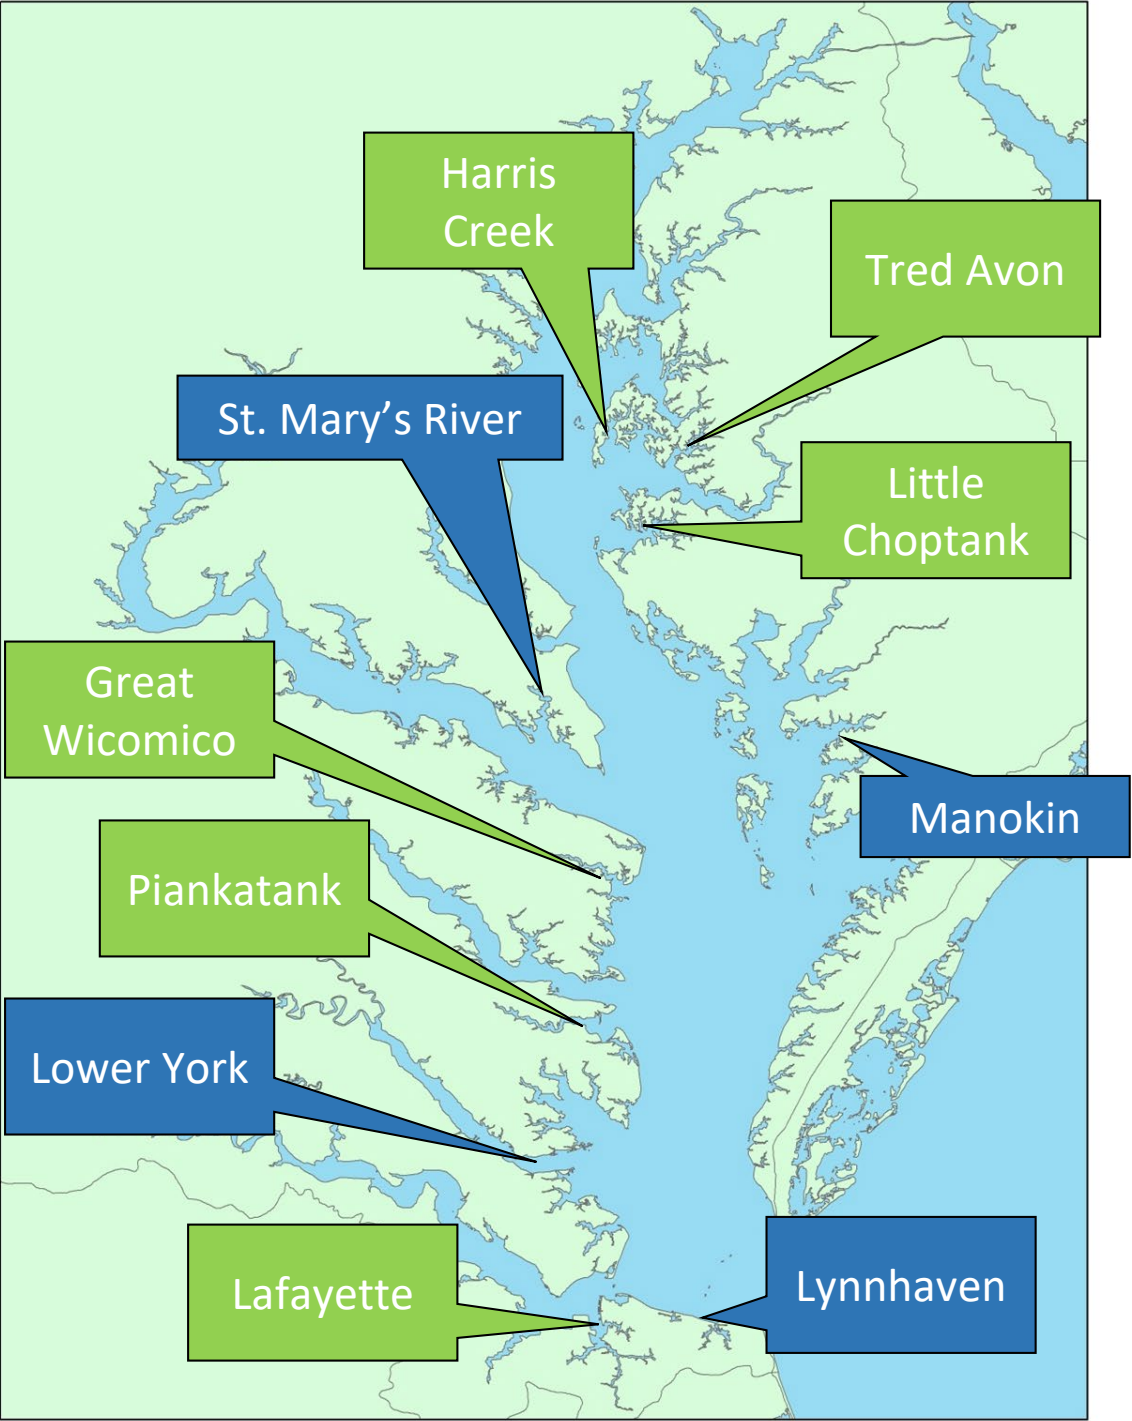 Harris
Creek
Tred Avon
St. Mary’s River
Little
Choptank
Great
Wicomico
Manokin
Piankatank
Lower York
Lafayette
Lynnhaven